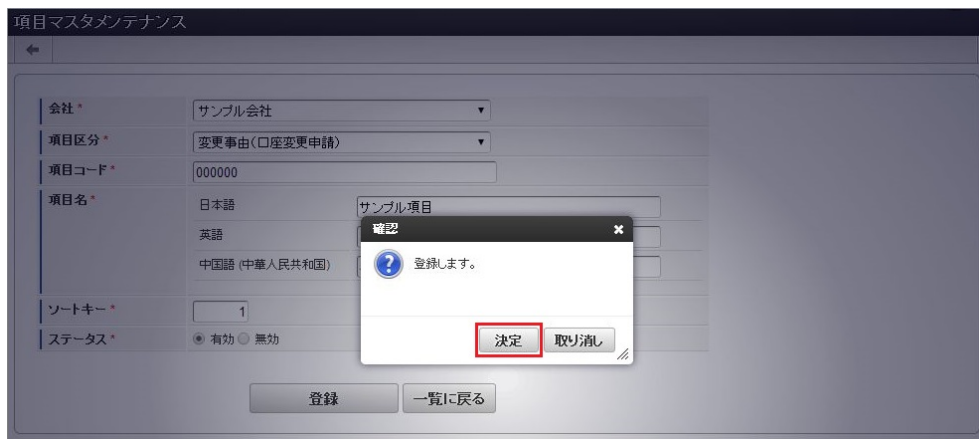 項目マスタメンテナンス
会社*
サンプル会社
項目区分*
変更事由(口座変更申請)
項目コード*
000000
項目名*
日本語
サンプル項目
英語
中国語 (中華人民共和国)
確認
登録します。
決定
取り消し
ソートキー*
1
ステータス*
有効
無効
登録
一覧に戻る